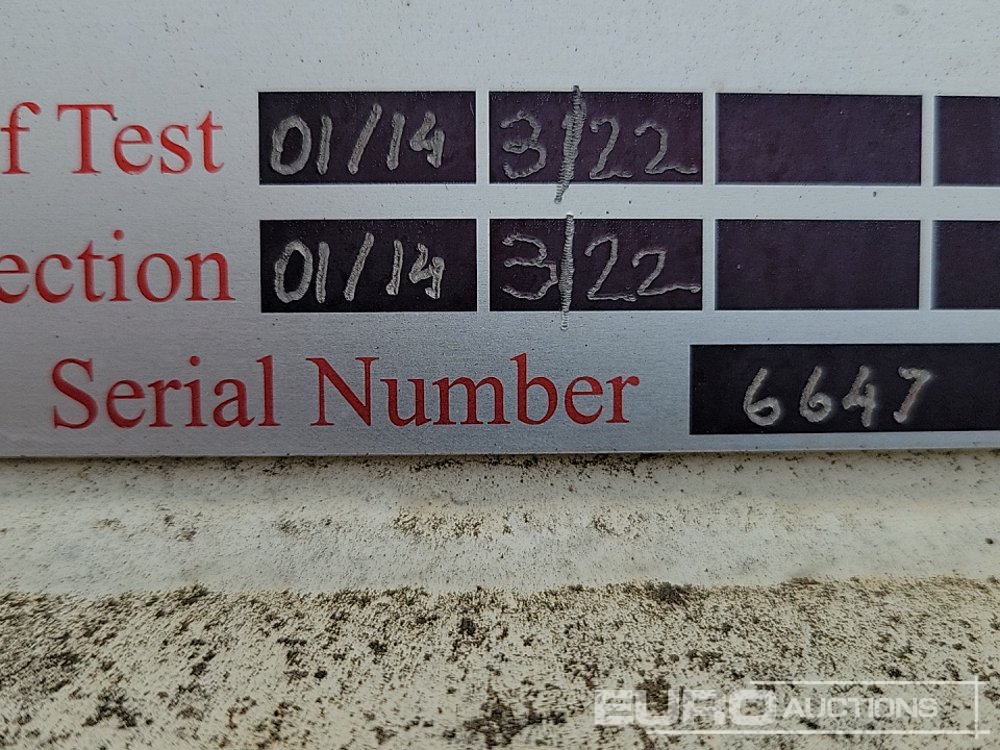 f Test 01/14 3/22
ection 01/14 3/22
Serial Number 6647
EURO AUCTIONS